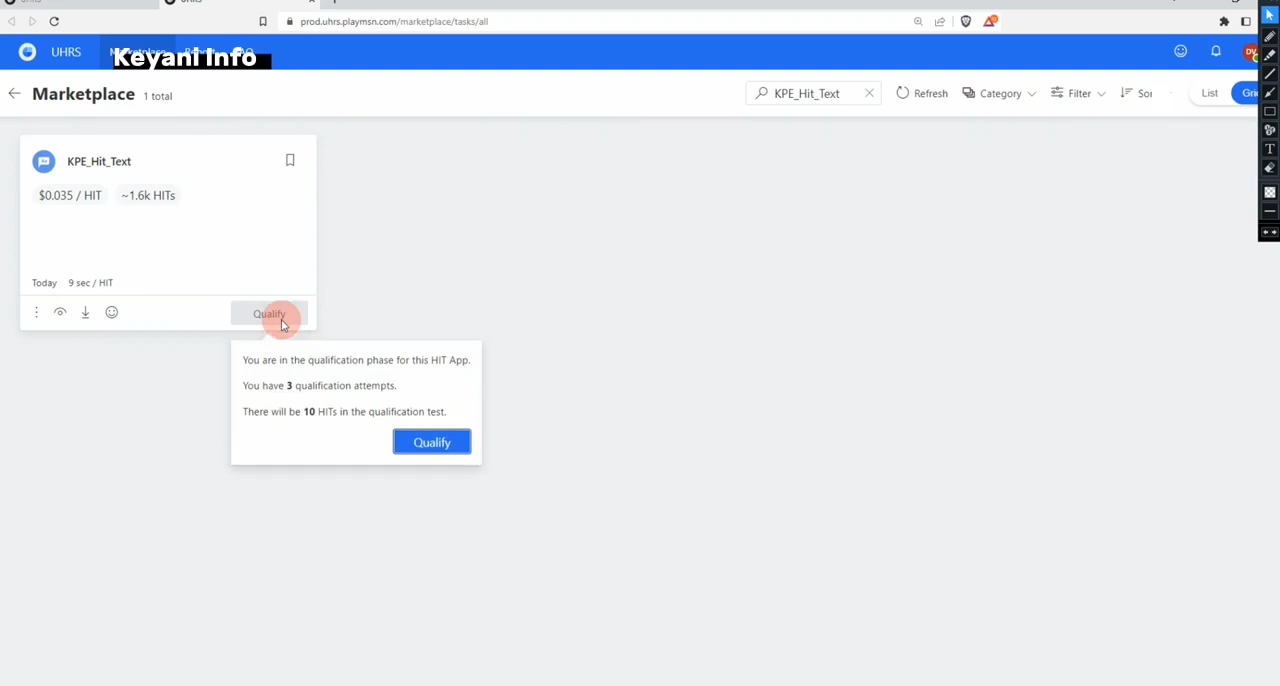 prod.uhrs.playmsn.com/marketplace/tasks/all
UHRS
Keyani Info
Marketplace 1 total
KPE_Hit_Text
Refresh
Category
Filter
List
KPE_Hit_Text
$0.035 / HIT ~1.6k HITs
Today 9 sec / HIT
Qualify
You are in the qualification phase for this HIT App.
You have 3 qualification attempts.
There will be 10 HITs in the qualification test.
Qualify